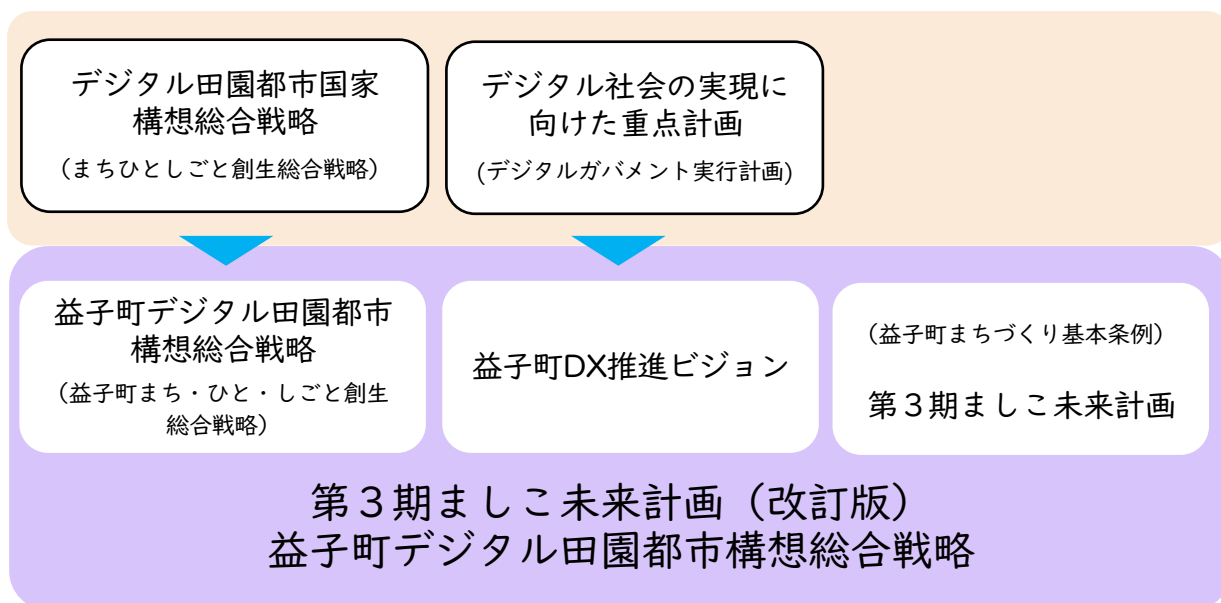 デジタル田園都市国家
構想総合戦略
（まちひとしごと創生総合戦略）
デジタル社会の実現に
向けた重点計画
(デジタルガバメント実行計画)
益子町デジタル田園都市
構想総合戦略
（益子町まち・ひと・しごと創生
総合戦略）
益子町DX推進ビジョン
（益子町まちづくり基本条例）
第３期ましこ未来計画
第３期ましこ未来計画（改訂版）
益子町デジタル田園都市構想総合戦略